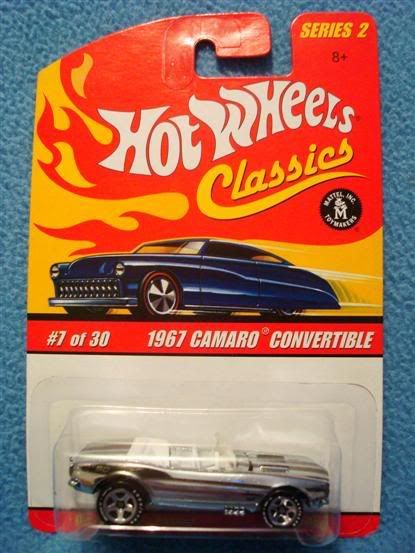 SERIES 2
8+
HOT WHEELS®
Classics
MATTEL, INC.
M
TOYMAKERS
#7 of 30
1967 CAMARO® CONVERTIBLE